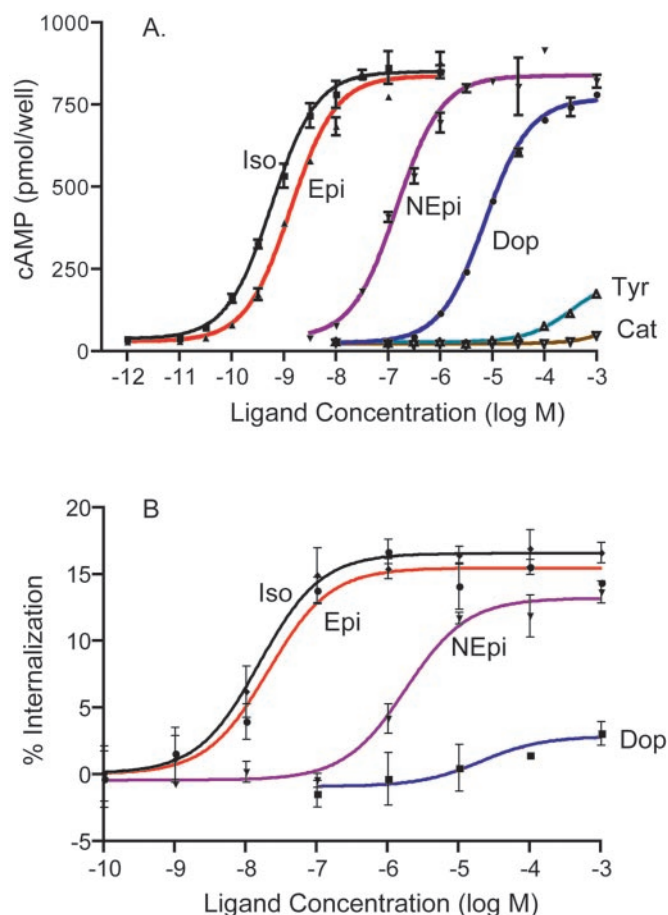 A.
1000
750
500
250
0
cAMP (pmol/well)
Iso
Epi
NEpi
Dop
Tyr
Cat
-12 -11 -10 -9 -8 -7 -6 -5 -4 -3
Ligand Concentration (log M)
B
20
15
10
5
0
-5
% Internalization
Iso
Epi
NEpi
Dop
-10 -9 -8 -7 -6 -5 -4 -3
Ligand Concentration (log M)